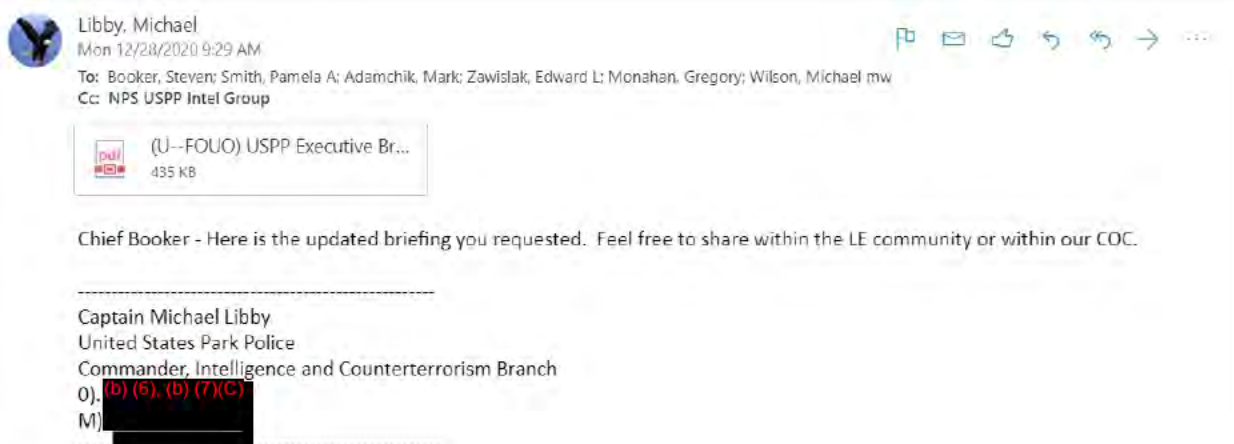 Libby, Michael
Mon 12/28/2020 9:29 AM
To: Booker, Steven; Smith, Pamela A; Adamchik, Mark; Zawislak, Edward L; Monahan, Gregory; Wilson, Michael mw
Cc: NPS USPP Intel Group
pdf
(U--FOUO) USPP Executive Br...
435 KB
Chief Booker - Here is the updated briefing you requested. Feel free to share within the LE community or within our COC.
-----------------------------------------------------
Captain Michael Libby
United States Park Police
Commander, Intelligence and Counterterrorism Branch
0). (b) (6), (b) (7)(C)
M)